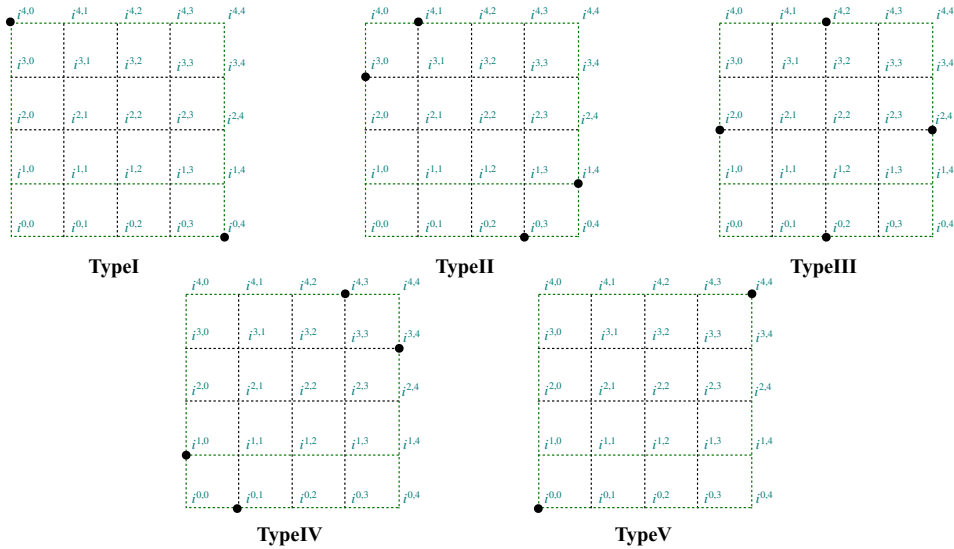 i^{4,0} i^{4,1} i^{4,2} i^{4,3} i^{4,4} i^{4,0} i^{4,1} i^{4,2} i^{4,3} i^{4,4} i^{4,0} i^{4,1} i^{4,2} i^{4,3} i^{4,4}
i^{3,0} i^{3,1} i^{3,2} i^{3,3} i^{3,4} i^{3,0} i^{3,1} i^{3,2} i^{3,3} i^{3,4} i^{3,0} i^{3,1} i^{3,2} i^{3,3} i^{3,4}
i^{2,0} i^{2,1} i^{2,2} i^{2,3} i^{2,4} i^{2,0} i^{2,1} i^{2,2} i^{2,3} i^{2,4} i^{2,0} i^{2,1} i^{2,2} i^{2,3} i^{2,4}
i^{1,0} i^{1,1} i^{1,2} i^{1,3} i^{1,4} i^{1,0} i^{1,1} i^{1,2} i^{1,3} i^{1,4} i^{1,0} i^{1,1} i^{1,2} i^{1,3} i^{1,4}
i^{0,0} i^{0,1} i^{0,2} i^{0,3} i^{0,4} i^{0,0} i^{0,1} i^{0,2} i^{0,3} i^{0,4} i^{0,0} i^{0,1} i^{0,2} i^{0,3} i^{0,4}
TypeI TypeII TypeIII
i^{4,0} i^{4,1} i^{4,2} i^{4,3} i^{4,4} i^{4,0} i^{4,1} i^{4,2} i^{4,3} i^{4,4}
i^{3,0} i^{3,1} i^{3,2} i^{3,3} i^{3,4} i^{3,0} i^{3,1} i^{3,2} i^{3,3} i^{3,4}
i^{2,0} i^{2,1} i^{2,2} i^{2,3} i^{2,4} i^{2,0} i^{2,1} i^{2,2} i^{2,3} i^{2,4}
i^{1,0} i^{1,1} i^{1,2} i^{1,3} i^{1,4} i^{1,0} i^{1,1} i^{1,2} i^{1,3} i^{1,4}
i^{0,0} i^{0,1} i^{0,2} i^{0,3} i^{0,4} i^{0,0} i^{0,1} i^{0,2} i^{0,3} i^{0,4}
TypeIV TypeV